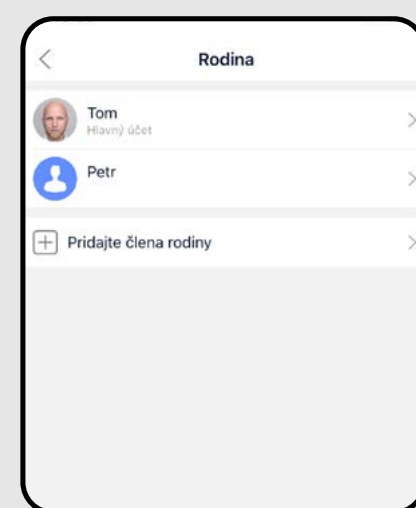 Rodina
Tom
Hlavný účet
Petr
Pridajte člena rodiny